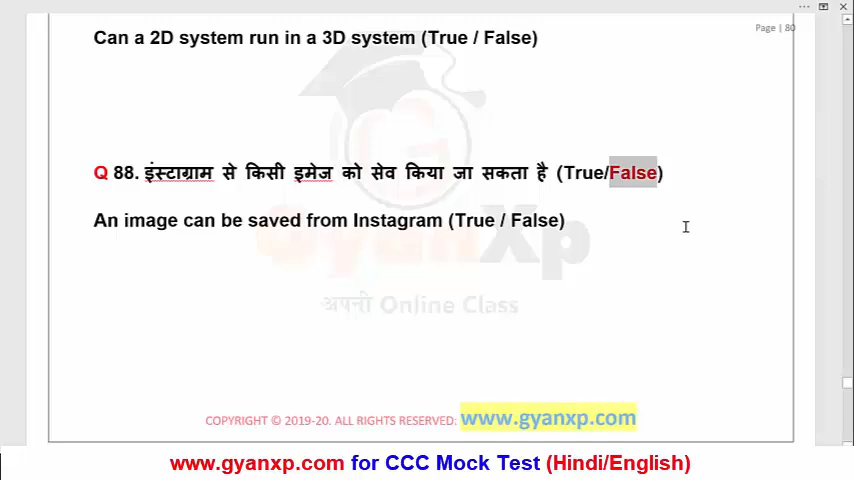 Page | 80
Can a 2D system run in a 3D system (True / False)
Q 88. इंस्टाग्राम से किसी इमेज को सेव किया जा सकता है (True/False)
An image can be saved from Instagram (True / False)
GyanXp
अपनी Online Class
COPYRIGHT © 2019-20. ALL RIGHTS RESERVED: www.gyanxp.com
www.gyanxp.com for CCC Mock Test (Hindi/English)